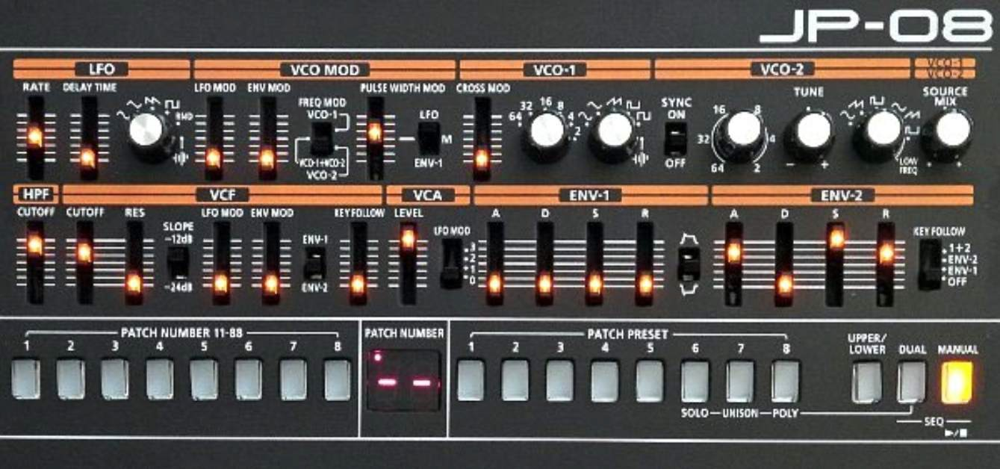 JP-08
LFO VCO MOD VCO-1 VCO-2 VCO-1
VCO-2
RATE DELAY TIME LFO MOD ENV MOD PULSE WIDTH MOD CROSS MOD
FREQ MOD
VCO-1
VCO-1+VCO-2
VCO-2
LFO
M
ENV-1
RND
64 32 16 8 4 2
SYNC
ON
OFF
64 32 16 8 4 2
TUNE
- +
LOW
FREQ
SOURCE
MIX
HPF VCF VCA ENV-1 ENV-2
CUTOFF CUTOFF RES LFO MOD ENV MOD KEY FOLLOW LEVEL A D S R A D S R
SLOPE
-12dB
-24dB
ENV-1
ENV-2
LFO MOD
3
2
1
0
KEY FOLLOW
1+2
ENV-2
ENV-1
OFF
PATCH NUMBER 11-88
1 2 3 4 5 6 7 8
PATCH NUMBER
--
PATCH PRESET
1 2 3 4 5 6 7 8
SOLO UNISON POLY
UPPER/
LOWER DUAL MANUAL
SEQ